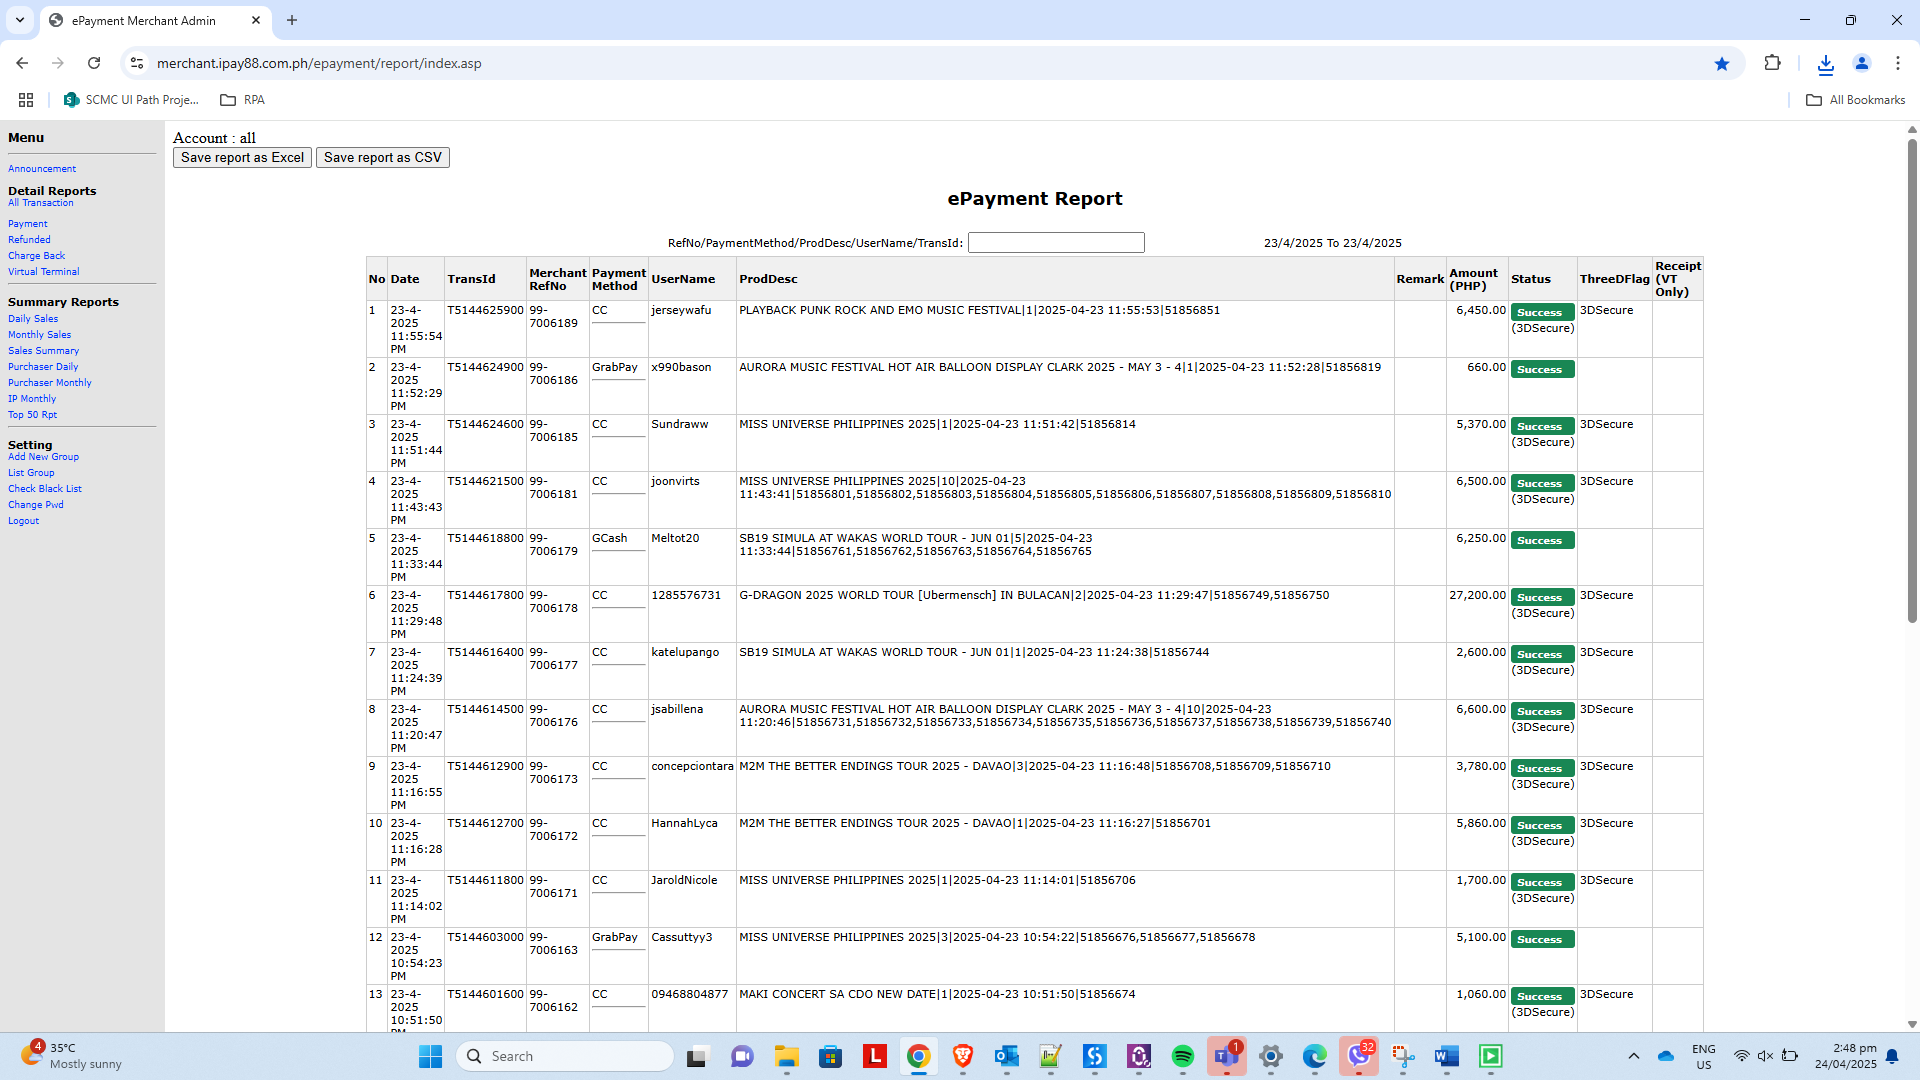 ePayment Merchant Admin
merchant.ipay88.com.ph/epayment/report/index.asp
SCMC UI Path Proje...
RPA
All Bookmarks
Menu
Announcement
Detail Reports
All Transaction
Payment
Refunded
Charge Back
Virtual Terminal
Summary Reports
Daily Sales
Monthly Sales
Sales Summary
Purchaser Daily
Purchaser Monthly
IP Monthly
Top 50 Rpt
Setting
Add New Group
List Group
Check Black List
Change Pwd
Logout
Account : all
Save report as Excel Save report as CSV
ePayment Report
RefNo/PaymentMethod/ProdDesc/UserName/TransId: 23/4/2025 To 23/4/2025
No Date TransId Merchant RefNo Payment Method UserName ProdDesc Remark Amount (PHP) Status ThreeDFlag Receipt (VT Only)
1 23-4-2025 11:55:54 PM T5144625900 99-7006189 CC jerseywafu PLAYBACK PUNK ROCK AND EMO MUSIC FESTIVAL|1|2025-04-23 11:55:53|51856851 6,450.00 Success (3DSecure) 3DSecure
2 23-4-2025 11:52:29 PM T5144624900 99-7006186 GrabPay x990bason AURORA MUSIC FESTIVAL HOT AIR BALLOON DISPLAY CLARK 2025 - MAY 3 - 4|1|2025-04-23 11:52:28|51856819 660.00 Success
3 23-4-2025 11:51:44 PM T5144624600 99-7006185 CC Sundraww MISS UNIVERSE PHILIPPINES 2025|1|2025-04-23 11:51:42|51856814 5,370.00 Success (3DSecure) 3DSecure
4 23-4-2025 11:43:43 PM T5144621500 99-7006181 CC joonvirts MISS UNIVERSE PHILIPPINES 2025|10|2025-04-23 11:43:41|51856801,51856802,51856803,51856804,51856805,51856806,51856807,51856808,51856809,51856810 6,500.00 Success (3DSecure) 3DSecure
5 23-4-2025 11:33:44 PM T5144618800 99-7006179 GCash Meltot20 SB19 SIMULA AT WAKAS WORLD TOUR - JUN 01|5|2025-04-23 11:33:44|51856761,51856762,51856763,51856764,51856765 6,250.00 Success
6 23-4-2025 11:29:48 PM T5144617800 99-7006178 CC 1285576731 G-DRAGON 2025 WORLD TOUR [Ubermensch] IN BULACAN|2|2025-04-23 11:29:47|51856749,51856750 27,200.00 Success (3DSecure) 3DSecure
7 23-4-2025 11:24:39 PM T5144616400 99-7006177 CC katelupango SB19 SIMULA AT WAKAS WORLD TOUR - JUN 01|1|2025-04-23 11:24:38|51856744 2,600.00 Success (3DSecure) 3DSecure
8 23-4-2025 11:20:47 PM T5144614500 99-7006176 CC jsabillena AURORA MUSIC FESTIVAL HOT AIR BALLOON DISPLAY CLARK 2025 - MAY 3 - 4|10|2025-04-23 11:20:46|51856731,51856732,51856733,51856734,51856735,51856736,51856737,51856738,51856739,51856740 6,600.00 Success (3DSecure) 3DSecure
9 23-4-2025 11:16:55 PM T5144612900 99-7006173 CC concepciontara M2M THE BETTER ENDINGS TOUR 2025 - DAVAO|3|2025-04-23 11:16:48|51856708,51856709,51856710 3,780.00 Success (3DSecure) 3DSecure
10 23-4-2025 11:16:28 PM T5144612700 99-7006172 CC HannahLyca M2M THE BETTER ENDINGS TOUR 2025 - DAVAO|1|2025-04-23 11:16:27|51856701 5,860.00 Success (3DSecure) 3DSecure
11 23-4-2025 11:14:02 PM T5144611800 99-7006171 CC JaroldNicole MISS UNIVERSE PHILIPPINES 2025|1|2025-04-23 11:14:01|51856706 1,700.00 Success (3DSecure) 3DSecure
12 23-4-2025 10:54:23 PM T5144603000 99-7006163 GrabPay Cassuttyy3 MISS UNIVERSE PHILIPPINES 2025|3|2025-04-23 10:54:22|51856676,51856677,51856678 5,100.00 Success
13 23-4-2025 10:51:50 T5144601600 99-7006162 CC 09468804877 MAKI CONCERT SA CDO NEW DATE|1|2025-04-23 10:51:50|51856674 1,060.00 Success (3DSecure) 3DSecure
4
35°C
Mostly sunny
Search
1
32
ENG
US
2:48 pm
24/04/2025